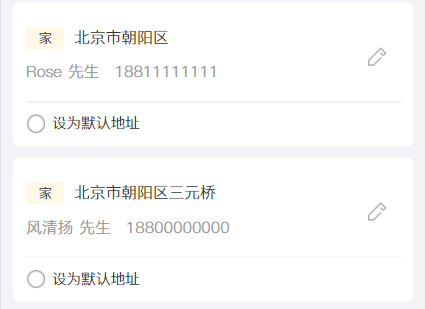 家 北京市朝阳区
Rose 先生 18811111111
设为默认地址
家 北京市朝阳区三元桥
风清扬 先生 18800000000
设为默认地址